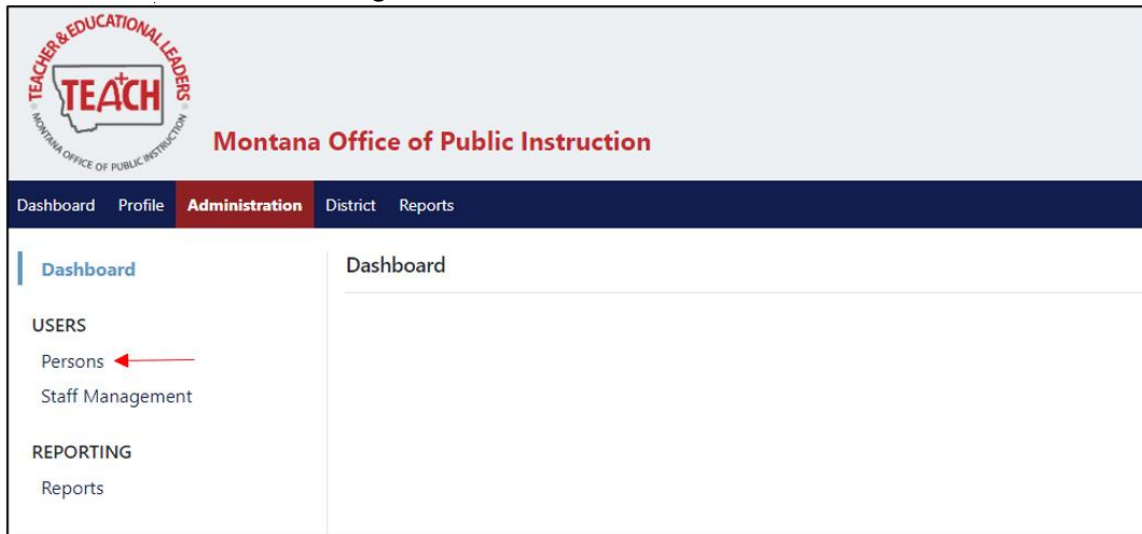 TEACHER & EDUCATIONAL LEADERS
TEACH
MONTANA OFFICE OF PUBLIC INSTRUCTION
Montana Office of Public Instruction
Dashboard Profile Administration District Reports
Dashboard
Dashboard
USERS
Persons
Staff Management
REPORTING
Reports